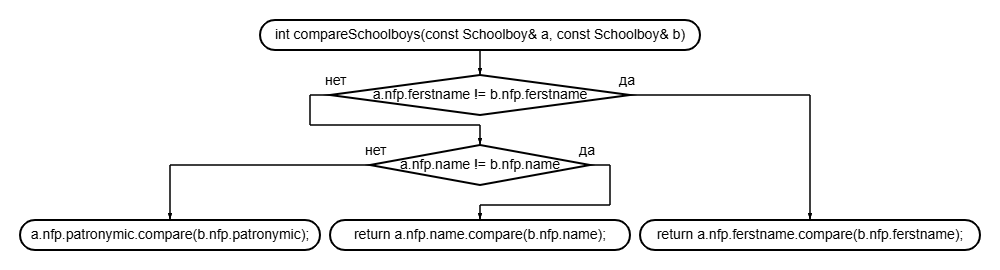 int compareSchoolboys(const Schoolboy& a, const Schoolboy& b)
нет
да
a.nfp.ferstname != b.nfp.ferstname
нет
да
a.nfp.name != b.nfp.name
a.nfp.patronymic.compare(b.nfp.patronymic);
return a.nfp.name.compare(b.nfp.name);
return a.nfp.ferstname.compare(b.nfp.ferstname);